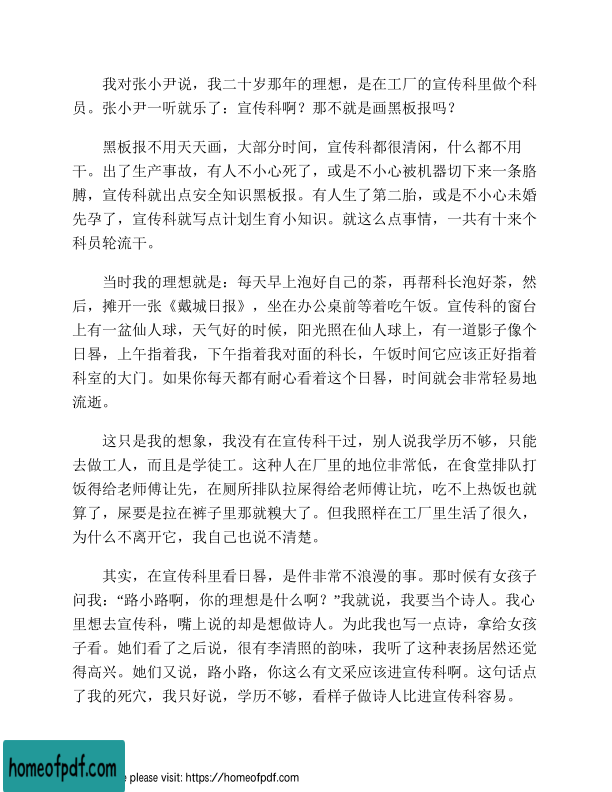 我对张小尹说，我二十岁那年的理想，是在工厂的宣传科里做个科
员。张小尹一听就乐了：宣传科啊？那不就是画黑板报吗？
黑板报不用天天画，大部分时间，宣传科都很清闲，什么都不用
干。出了生产事故，有人不小心死了，或是不小心被机器切下来一条胳
膊，宣传科就出点安全知识黑板报。有人生了第二胎，或是不小心未婚
先孕了，宣传科就写点计划生育小知识。就这么点事情，一共有十来个
科员轮流干。
当时我的理想就是：每天早上泡好自己的茶，再帮科长泡好茶，然
后，摊开一张《戴城日报》，坐在办公桌前等着吃午饭。宣传科的窗台
上有一盆仙人球，天气好的时候，阳光照在仙人球上，有一道影子像个
日晷，上午指着我，下午指着我对面的科长，午饭时间它应该正好指着
科室的大门。如果你每天都有耐心看着这个日晷，时间就会非常轻易地
流逝。
这只是我的想象，我没有在宣传科干过，别人说我学历不够，只能
去做工人，而且是学徒工。这种人在厂里的地位非常低，在食堂排队打
饭得给老师傅让先，在厕所排队拉屎得给老师傅让坑，吃不上热饭也就
算了，屎要是拉在裤子里那就糗大了。但我照样在工厂里生活了很久，
为什么不离开它，我自己也说不清楚。
其实，在宣传科里看日晷，是件非常不浪漫的事。那时候有女孩子
问我：“路小路啊，你的理想是什么啊？”我就说，我要当个诗人。我心
里想去宣传科，嘴上说的却是想做诗人。为此我也写一点诗，拿给女孩
子看。她们看了之后说，很有李清照的韵味，我听了这种表扬居然还觉
得高兴。她们又说，路小路，你这么有文采应该进宣传科啊。这句话点
了我的死穴，我只好说，学历不够，看样子做诗人比进宣传科容易。
homeofpdf.com
e please visit: https://homeofpdf.com